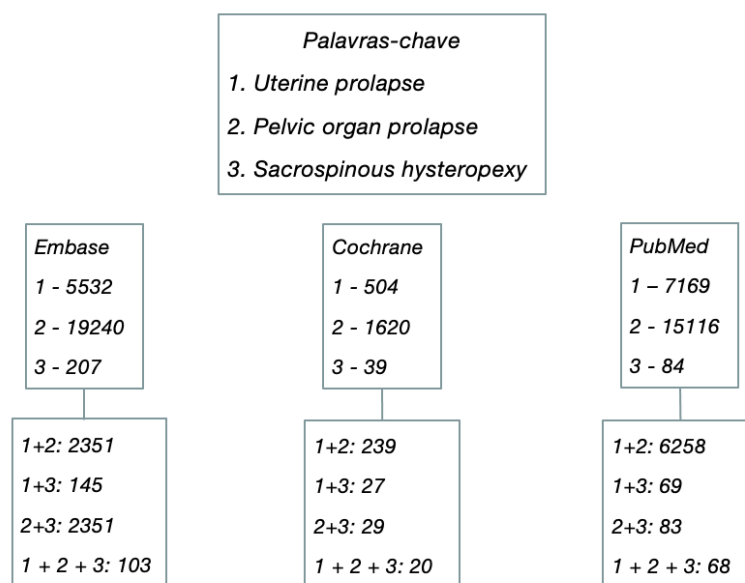 Palavras-chave
1. Uterine prolapse
2. Pelvic organ prolapse
3. Sacrospinous hysteropexy
Embase
1 - 5532
2 - 19240
3 - 207
1+2: 2351
1+3: 145
2+3: 2351
1 + 2 + 3: 103
Cochrane
1 - 504
2 - 1620
3 - 39
1+2: 239
1+3: 27
2+3: 29
1 + 2 + 3: 20
PubMed
1 – 7169
2 - 15116
3 - 84
1+2: 6258
1+3: 69
2+3: 83
1 + 2 + 3: 68